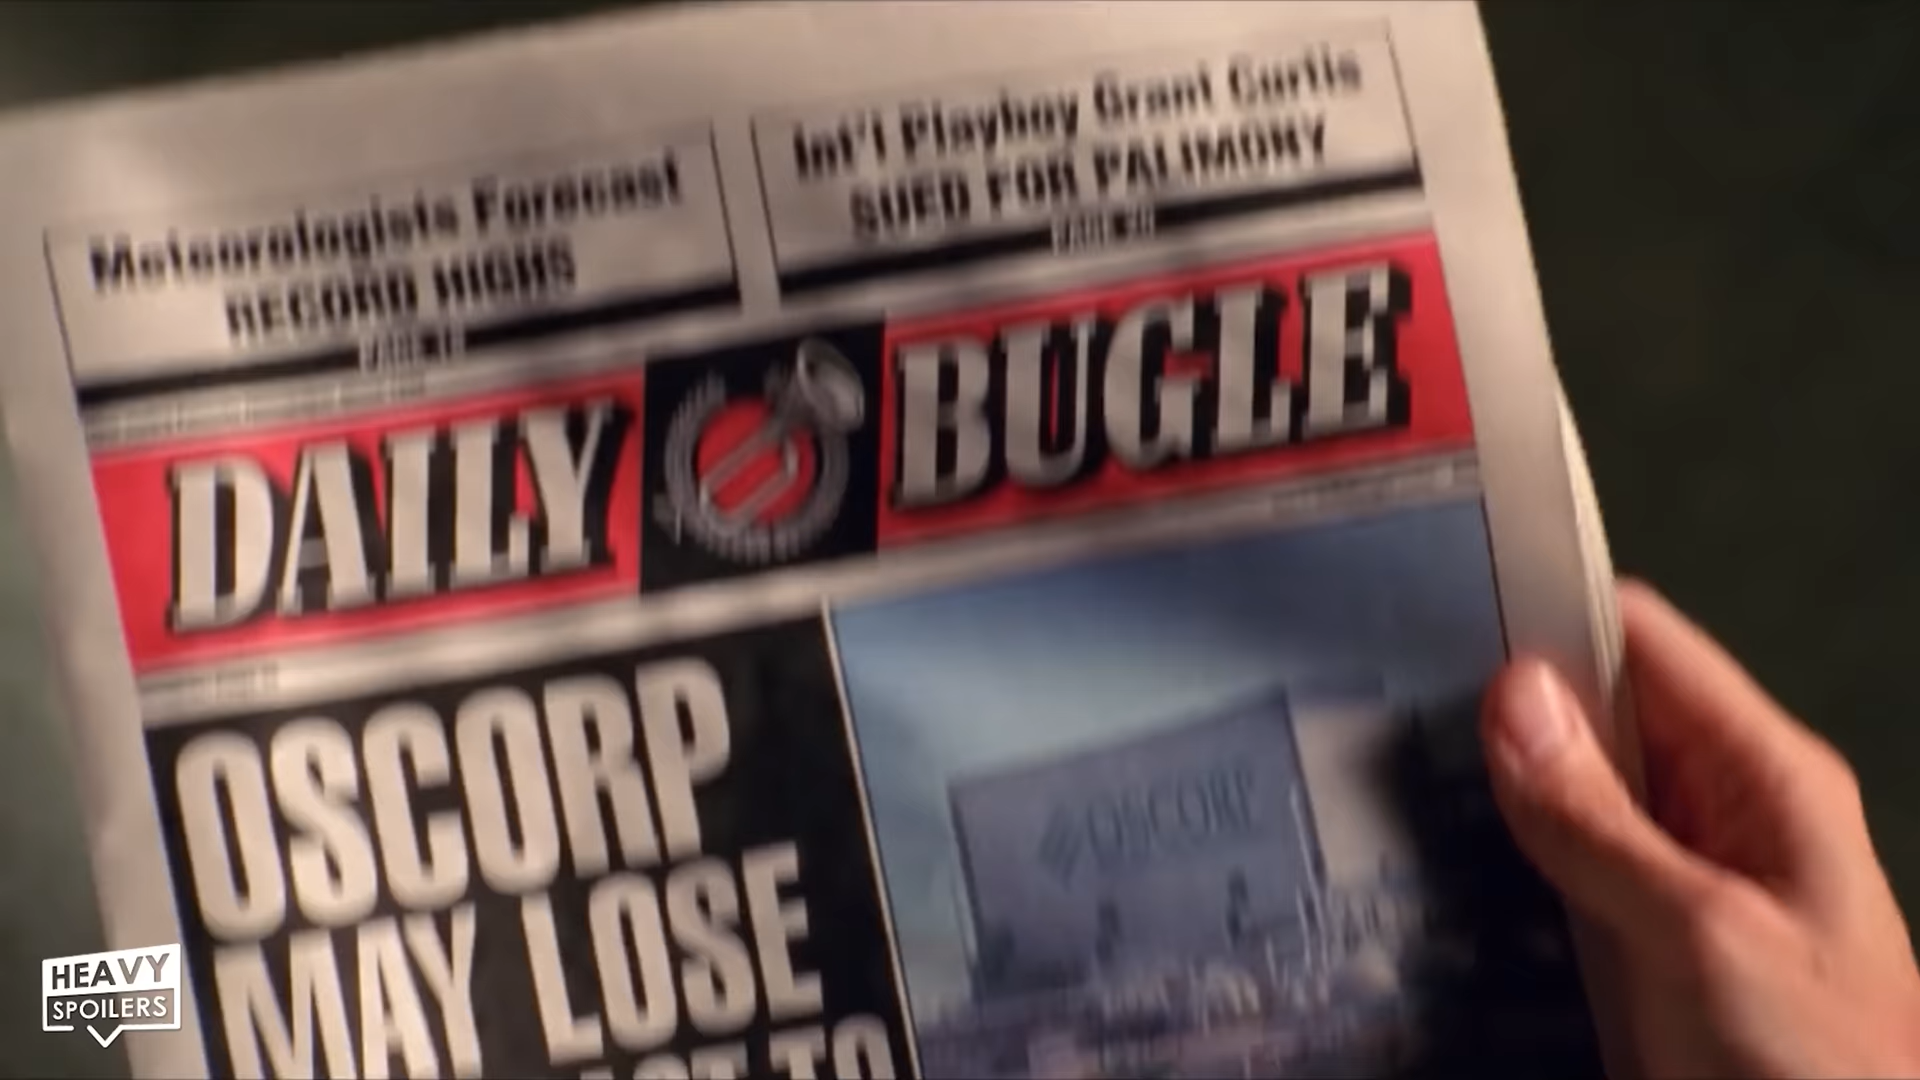 Meteorologists Forecast
RECORD HIGHS
Int'l Playboy Grant Curtis
SUED FOR PALIMONY
DAILY BUGLE
OSCORP
MAY LOSE
TO
OSCORP
HEAVY
SPOILERS